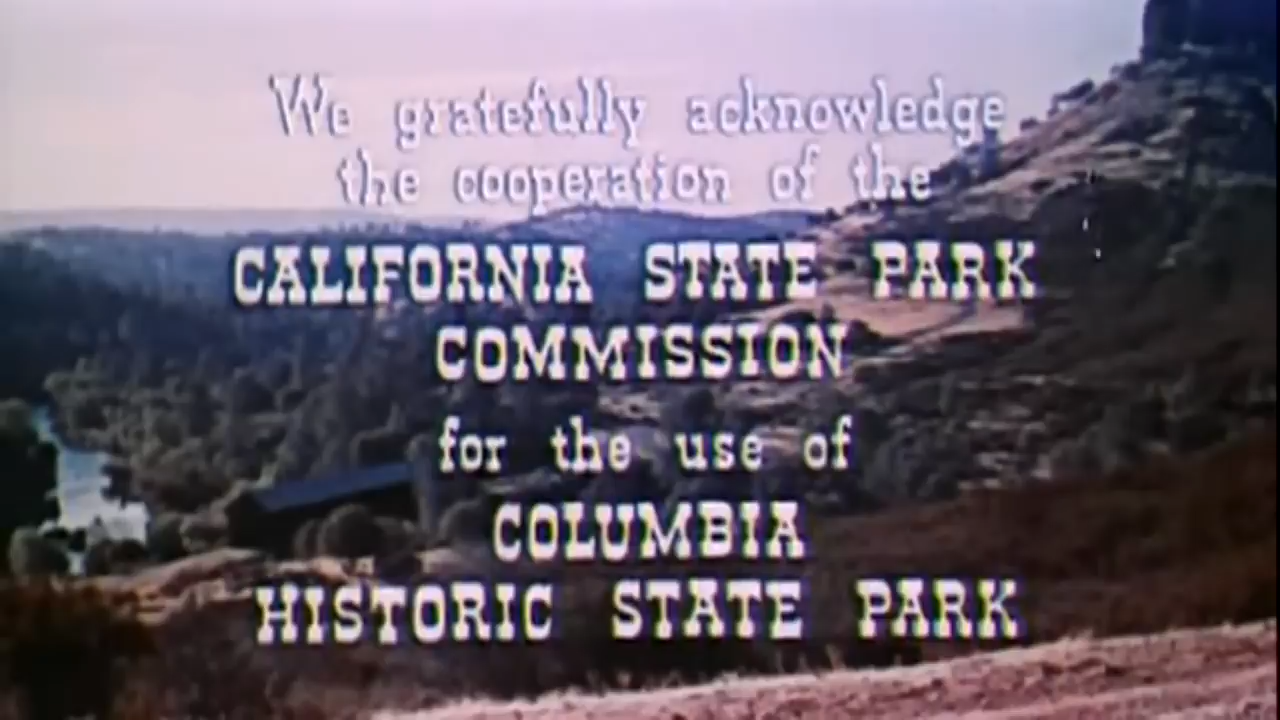 We gratefully acknowledge
the cooperation of the
CALIFORNIA STATE PARK
COMMISSION
for the use of
COLUMBIA
HISTORIC STATE PARK